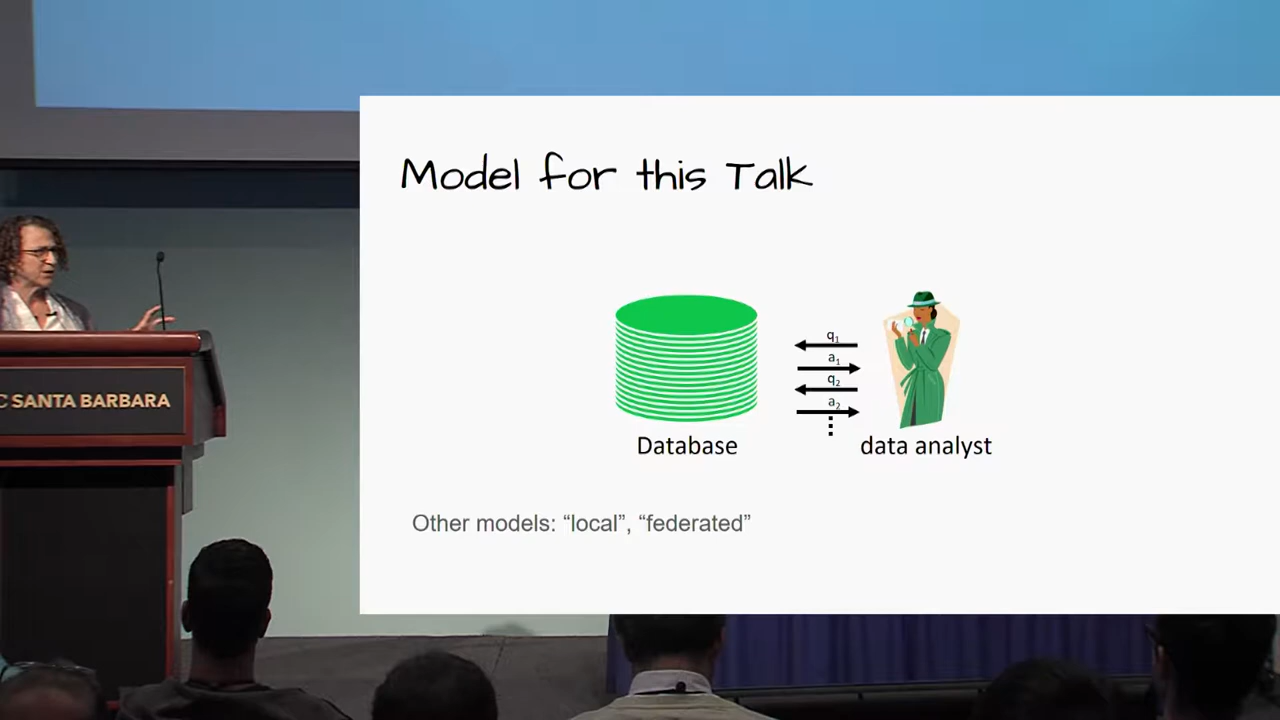 Model for this Talk
C SANTA BARBARA
q₁
a₁
q₂
a₂
Database
data analyst
Other models: “local”, “federated”